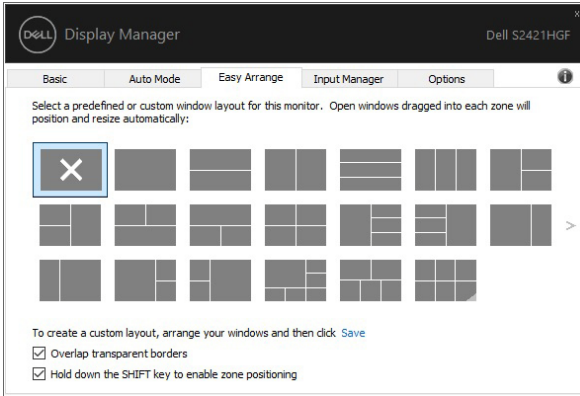 DELL Display Manager
Dell S2421HGF
Basic Auto Mode Easy Arrange Input Manager Options
Select a predefined or custom window layout for this monitor. Open windows dragged into each zone will
position and resize automatically:
To create a custom layout, arrange your windows and then click Save
Overlap transparent borders
Hold down the SHIFT key to enable zone positioning